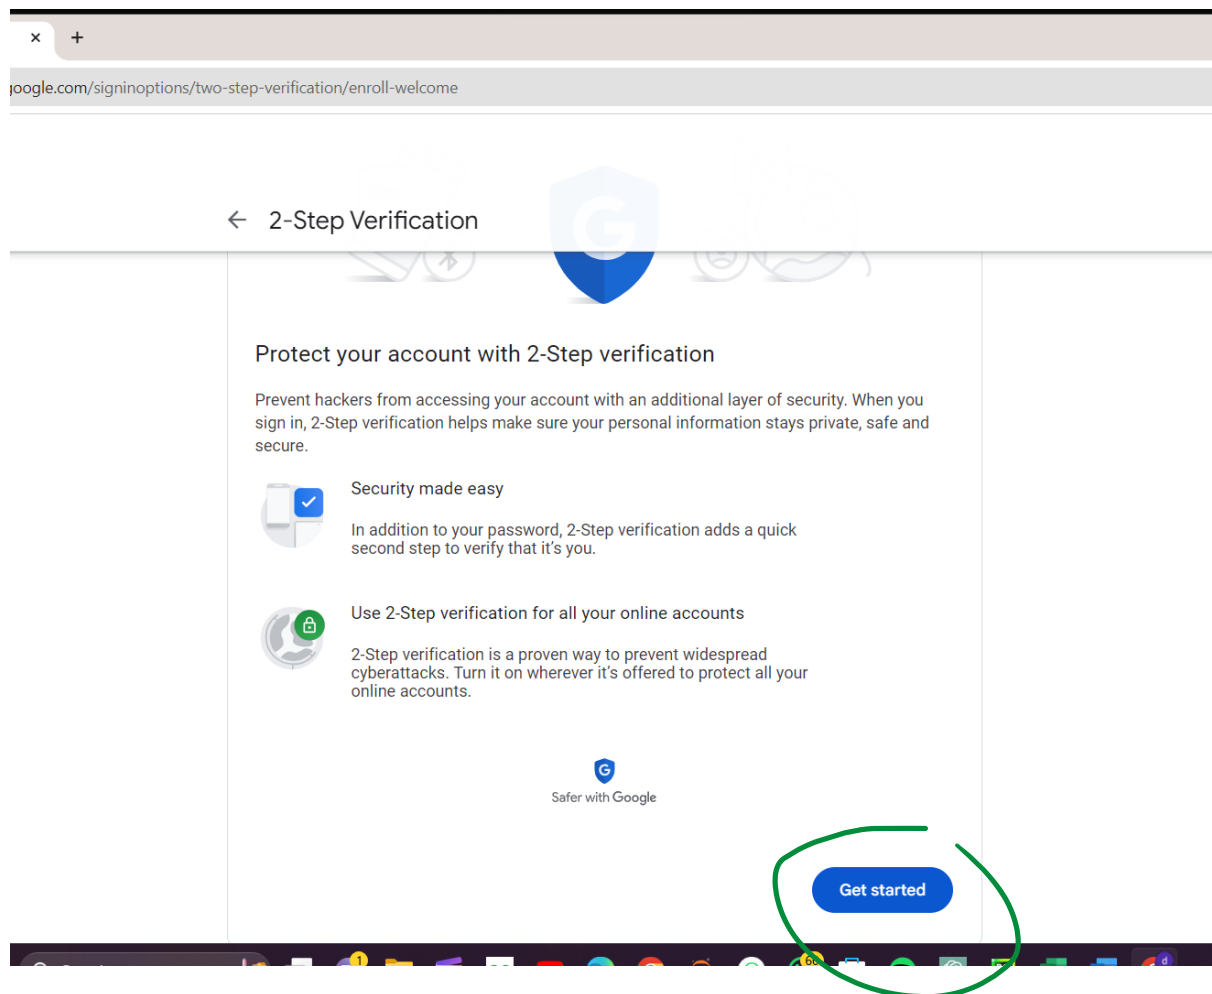 × +
google.com/signinoptions/two-step-verification/enroll-welcome
← 2-Step Verification
G
Protect your account with 2-Step verification
Prevent hackers from accessing your account with an additional layer of security. When you
sign in, 2-Step verification helps make sure your personal information stays private, safe and
secure.
Security made easy
In addition to your password, 2-Step verification adds a quick
second step to verify that it’s you.
Use 2-Step verification for all your online accounts
2-Step verification is a proven way to prevent widespread
cyberattacks. Turn it on wherever it’s offered to protect all your
online accounts.
G
Safer with Google
Get started
1
d